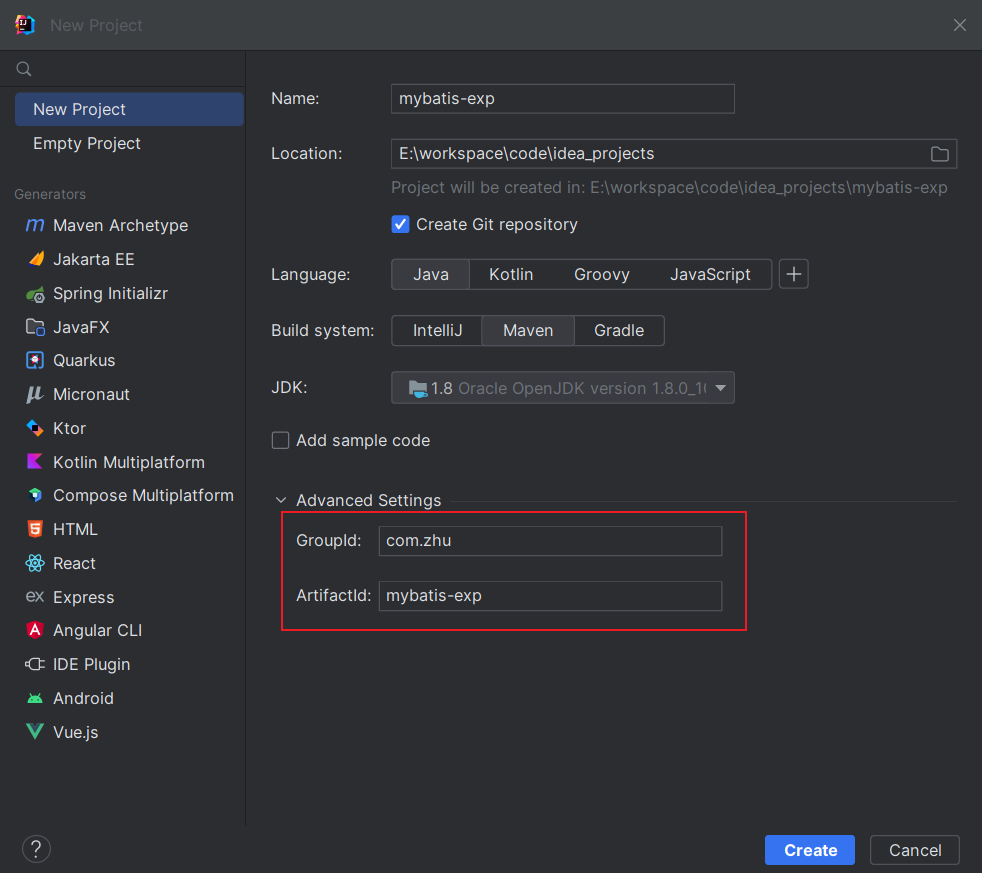 New Project
New Project
Empty Project
Generators
Maven Archetype
Jakarta EE
Spring Initializr
JavaFX
Quarkus
Micronaut
Ktor
Kotlin Multiplatform
Compose Multiplatform
HTML
React
Express
Angular CLI
IDE Plugin
Android
Vue.js
Name: mybatis-exp
Location: E:\workspace\code\idea_projects
Project will be created in: E:\workspace\code\idea_projects\mybatis-exp
Create Git repository
Language: Java Kotlin Groovy JavaScript
Build system: IntelliJ Maven Gradle
JDK: 1.8 Oracle OpenJDK version
Add sample code
Advanced Settings
GroupId: com.zhu
ArtifactId: mybatis-exp
? Create Cancel